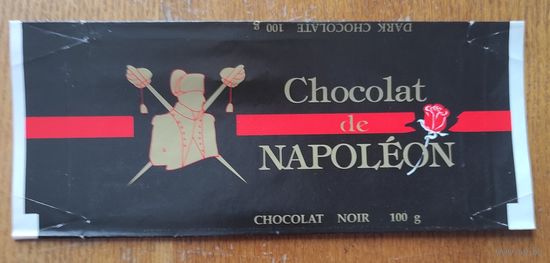 DARK CHOCOLATE 100 g
Chocolat
de
NAPOLÉON
CHOCOLAT NOIR 100 g